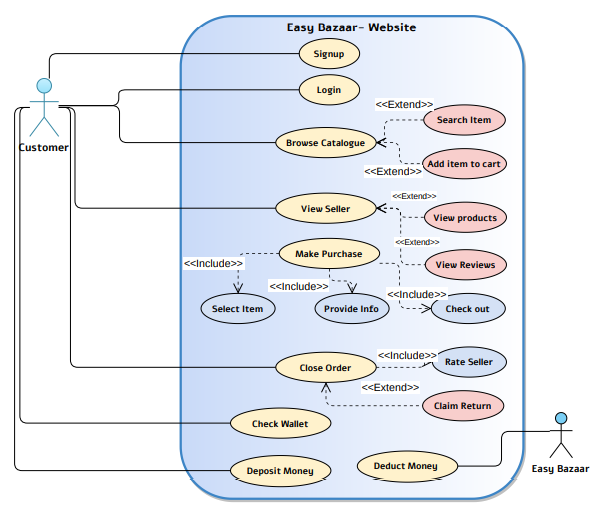 Easy Bazaar- Website
Signup
Login
<<Extend>>
Search Item
Customer
Browse Catalogue
Add item to cart
<<Extend>>
<<Extend>>
View Seller
View products
<<Extend>>
Make Purchase
<<Include>>
View Reviews
<<Include>>
<<Include>>
Select Item
Provide Info
Check out
<<Include>>
Rate Seller
Close Order
<<Extend>>
Claim Return
Check Wallet
Deduct Money
Easy Bazaar
Deposit Money